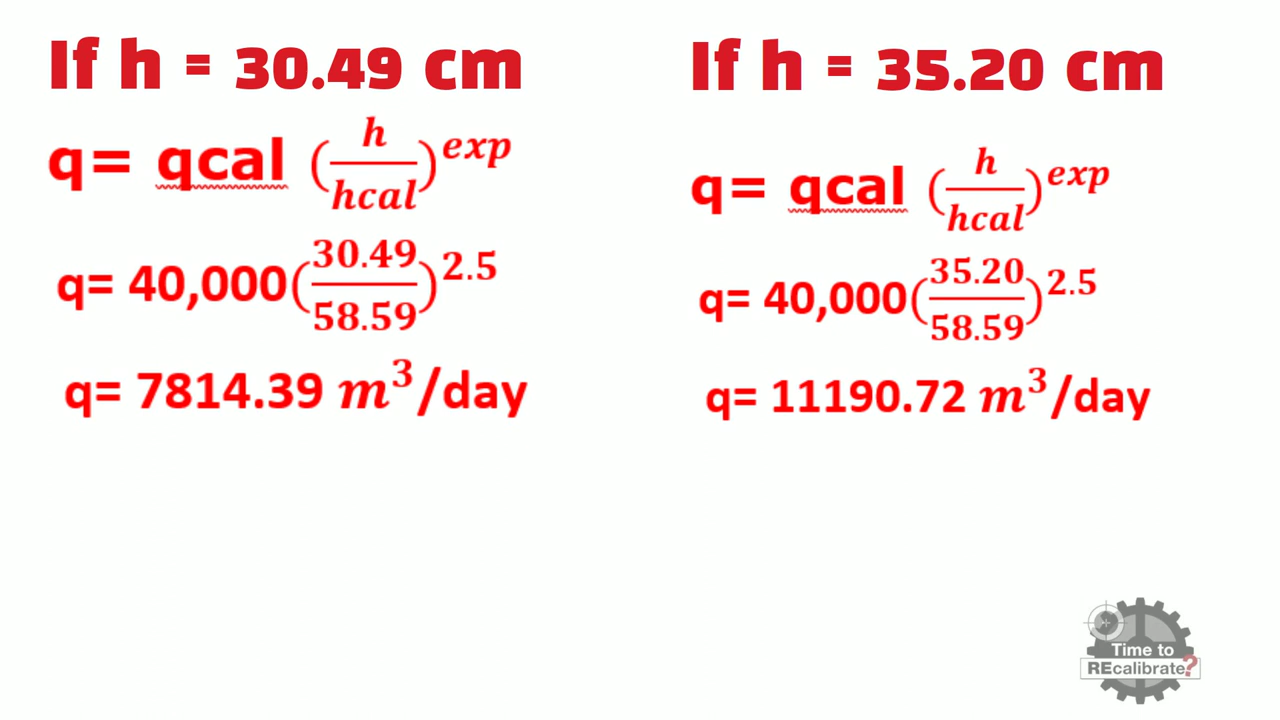 If h = 30.49 cm
q= qcal (h/hcal)^exp
q= 40,000(30.49/58.59)^2.5
q= 7814.39 m³/day
If h = 35.20 cm
q= qcal (h/hcal)^exp
q= 40,000(35.20/58.59)^2.5
q= 11190.72 m³/day
Time to
REcalibrate?